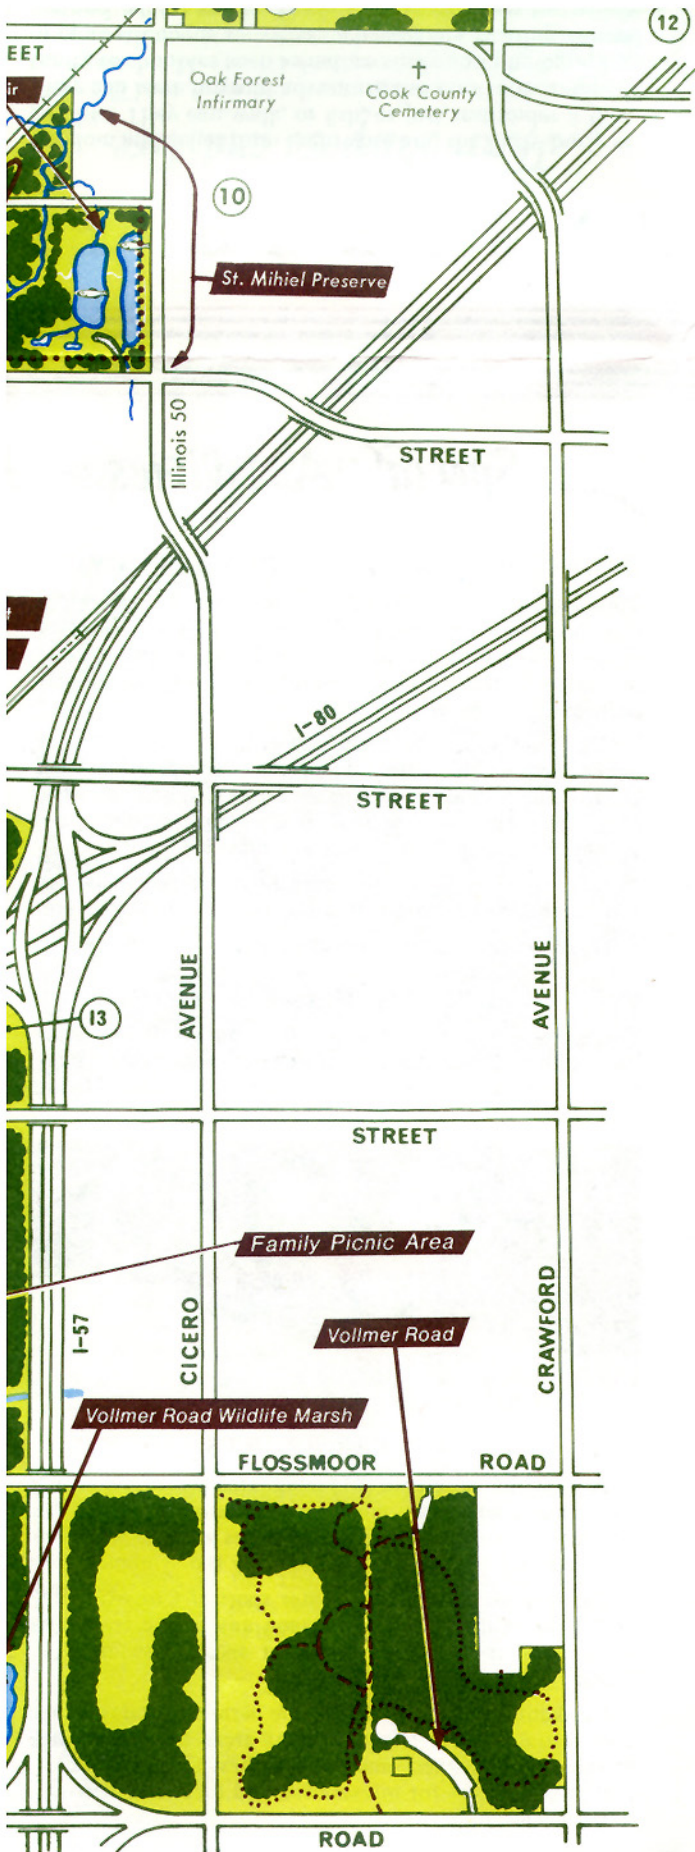 12
EET
ir
Oak Forest
Infirmary
Cook County
Cemetery
10
St. Mihiel Preserve
Illinois 50
STREET
t
I-80
STREET
AVENUE
AVENUE
13
STREET
Family Picnic Area
I-57
CICERO
Vollmer Road
CRAWFORD
Vollmer Road Wildlife Marsh
FLOSSMOOR ROAD
ROAD